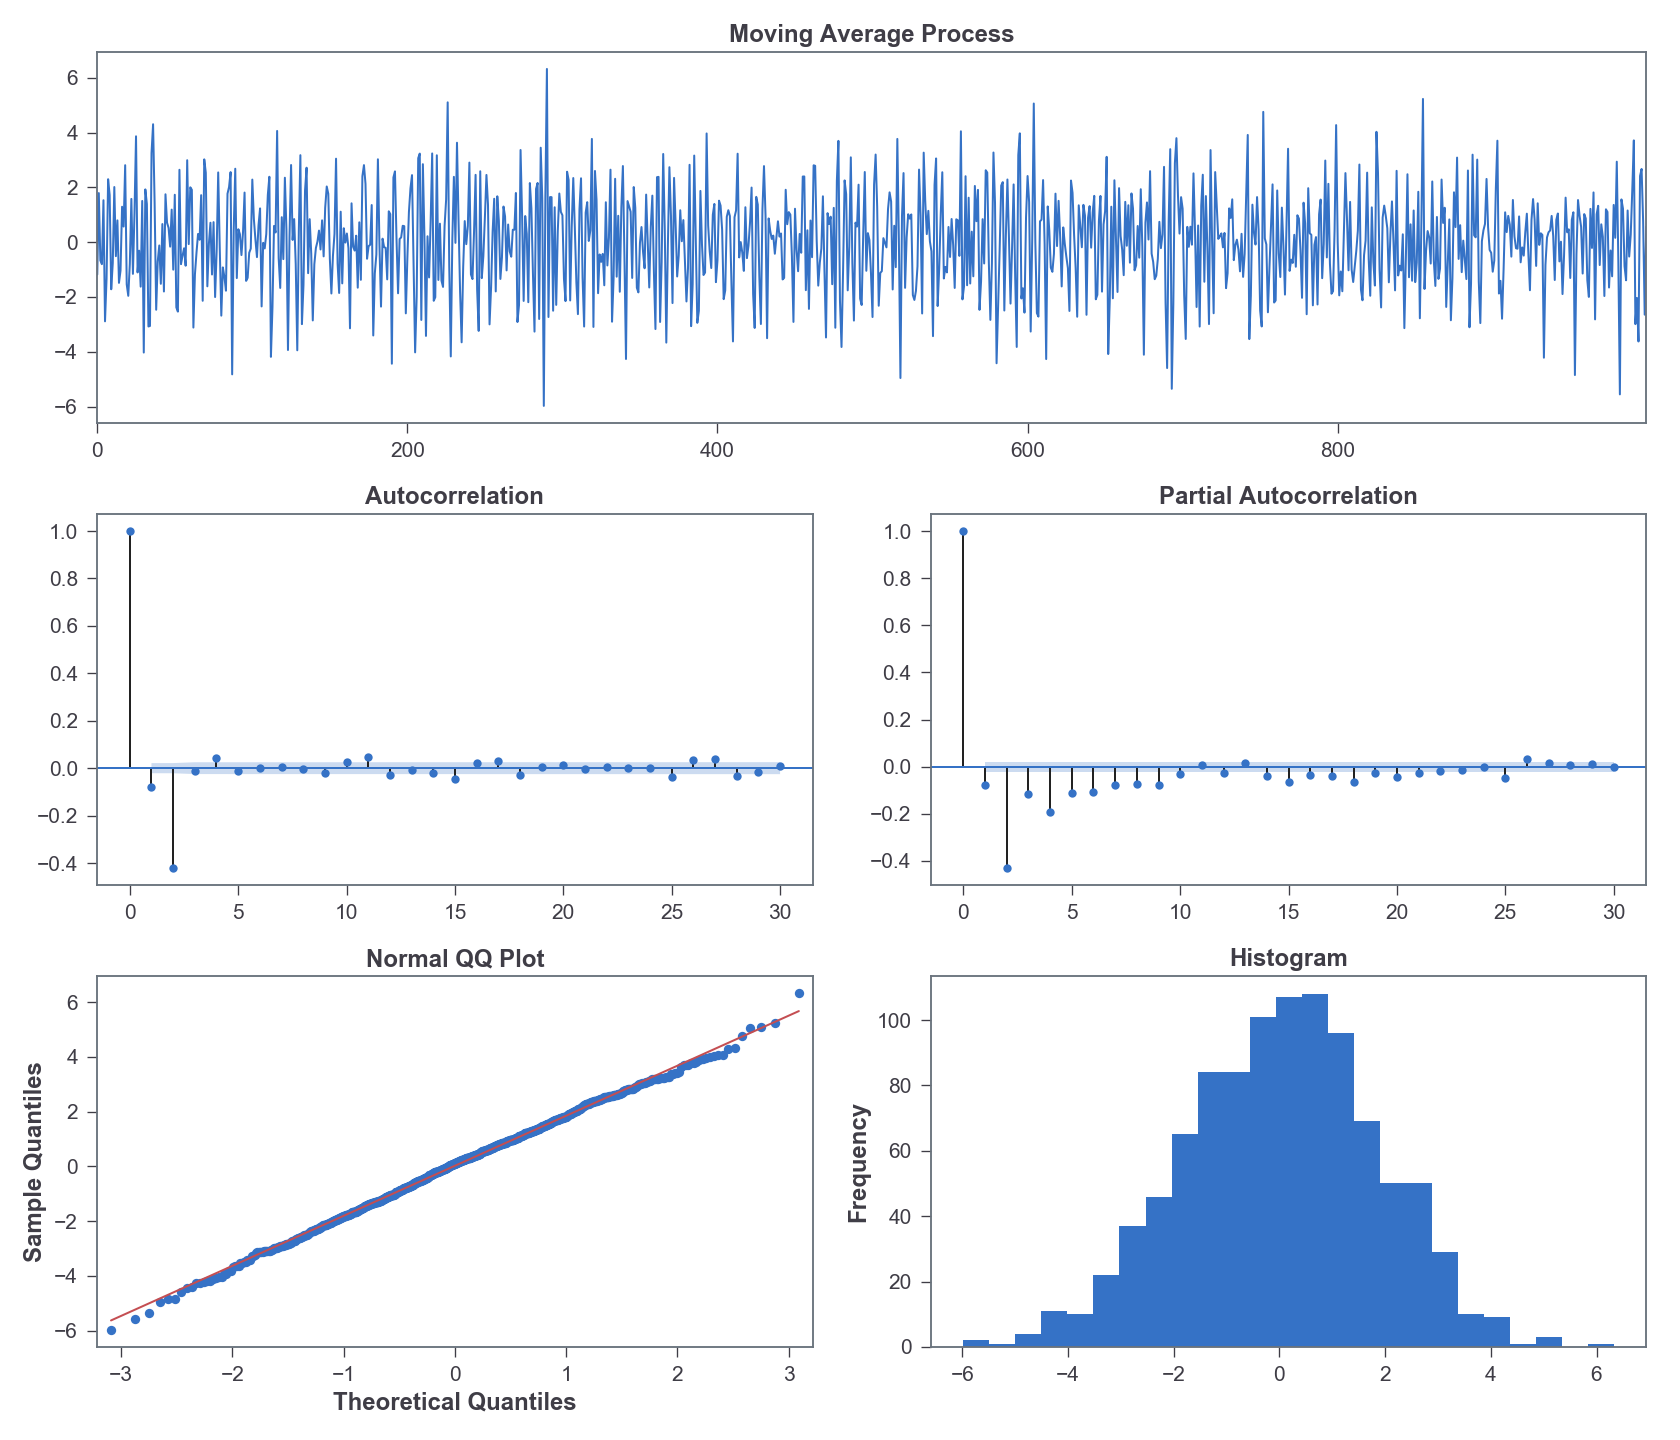 Moving Average Process
6
4
2
0
−2
−4
−6
0 200 400 600 800
Autocorrelation
1.0
0.8
0.6
0.4
0.2
0.0
−0.2
−0.4
0 5 10 15 20 25 30
Partial Autocorrelation
1.0
0.8
0.6
0.4
0.2
0.0
−0.2
−0.4
0 5 10 15 20 25 30
Normal QQ Plot
Sample Quantiles
6
4
2
0
−2
−4
−6
−3 −2 −1 0 1 2 3
Theoretical Quantiles
Histogram
Frequency
100
80
60
40
20
0
−6 −4 −2 0 2 4 6